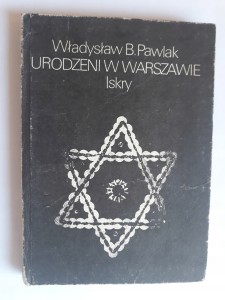 Władysław B. Pawlak
URODZENI W WARSZAWIE
Iskry